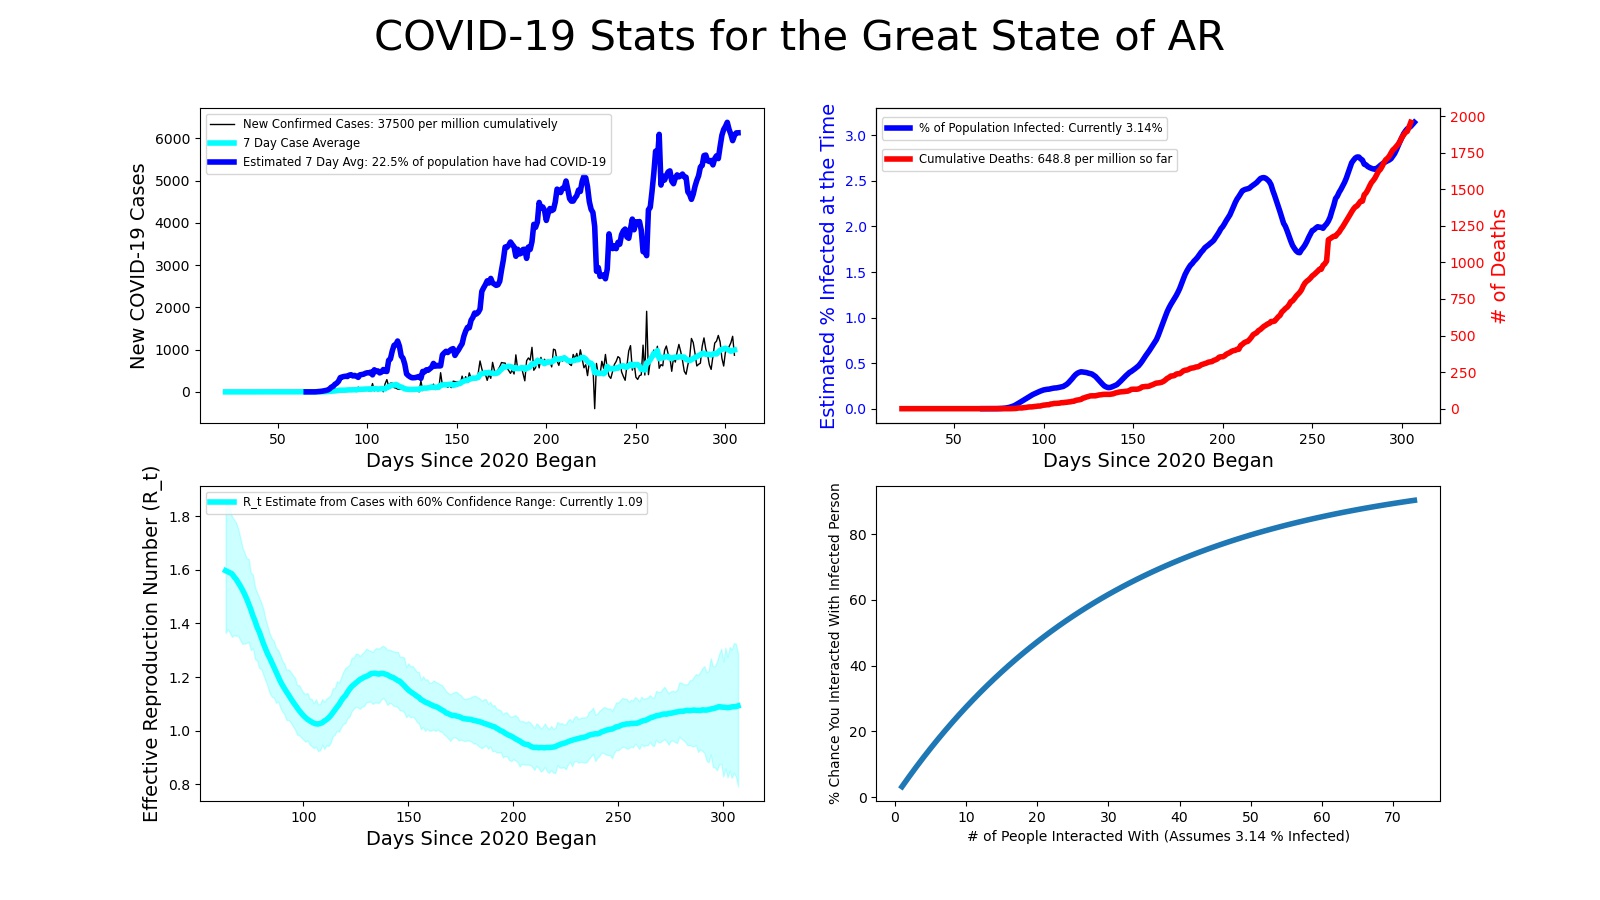 COVID-19 Stats for the Great State of AR
New COVID-19 Cases
6000
5000
4000
3000
2000
1000
0
New Confirmed Cases: 37500 per million cumulatively
7 Day Case Average
Estimated 7 Day Avg: 22.5% of population have had COVID-19
50 100 150 200 250 300
Days Since 2020 Began
Estimated % Infected at the Time
3.0
2.5
2.0
1.5
1.0
0.5
0.0
% of Population Infected: Currently 3.14%
Cumulative Deaths: 648.8 per million so far
2000
1750
1500
1250
1000
750
500
250
0
# of Deaths
50 100 150 200 250 300
Days Since 2020 Began
Effective Reproduction Number (R_t)
1.8
1.6
1.4
1.2
1.0
0.8
R_t Estimate from Cases with 60% Confidence Range: Currently 1.09
100 150 200 250 300
Days Since 2020 Began
% Chance You Interacted With Infected Person
80
60
40
20
0
0 10 20 30 40 50 60 70
# of People Interacted With (Assumes 3.14 % Infected)